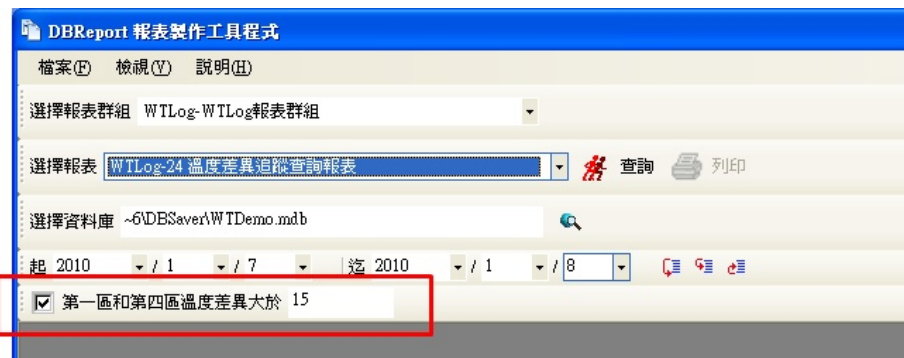 DBReport 報表製作工具程式
檔案(F) 檢視(V) 說明(H)
選擇報表群組 WTLog-WTLog報表群組
選擇報表 WTLog-24 溫度差異追蹤查詢報表 查詢 列印
選擇資料庫 ~6\DBSaver\WTDemo.mdb
起 2010 / 1 / 7 迄 2010 / 1 / 8
第一區和第四區溫度差異大於 15